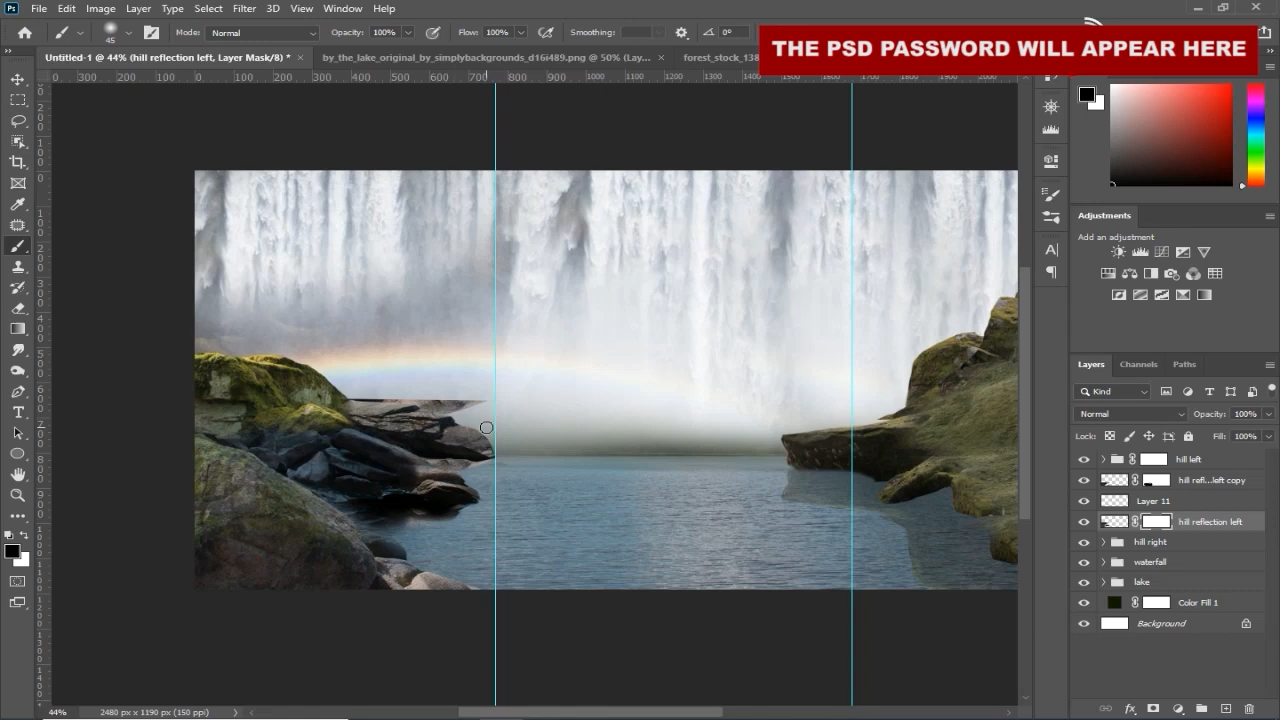 Ps File Edit Image Layer Type Select Filter 3D View Window Help
45 Mode: Normal Opacity: 100% Flow: 100% Smoothing: 0°
THE PSD PASSWORD WILL APPEAR HERE
Untitled-1 @ 44% (hill reflection left, Layer Mask/8) * × by_the_lake_original_by_simplybackgrounds_d16i489.png @ 50% (Lay... × forest_stock_138
Adjustments
Add an adjustment
Layers Channels Paths
Kind
Normal Opacity: 100%
Lock: Fill: 100%
hill left
hill refl...left copy
Layer 11
hill reflection left
hill right
waterfall
lake
Color Fill 1
Background
44% 2480 px x 1190 px (150 ppi)